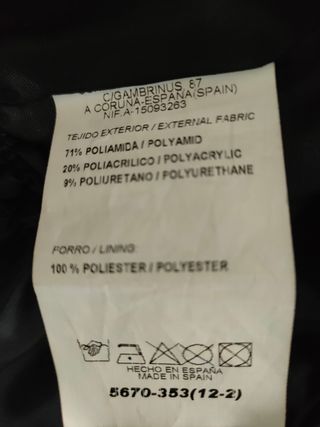 C/GAMBRINUS, 87
A CORUÑA-ESPAÑA(SPAIN)
NIF.A-15093263
TEJIDO EXTERIOR / EXTERNAL FABRIC
71% POLIAMIDA / POLYAMID
20% POLIACRILICO / POLYACRYLIC
9% POLIURETANO / POLYURETHANE
FORRO / LINING:
100 % POLIESTER / POLYESTER
HECHO EN ESPAÑA
MADE IN SPAIN
5670-353(12-2)